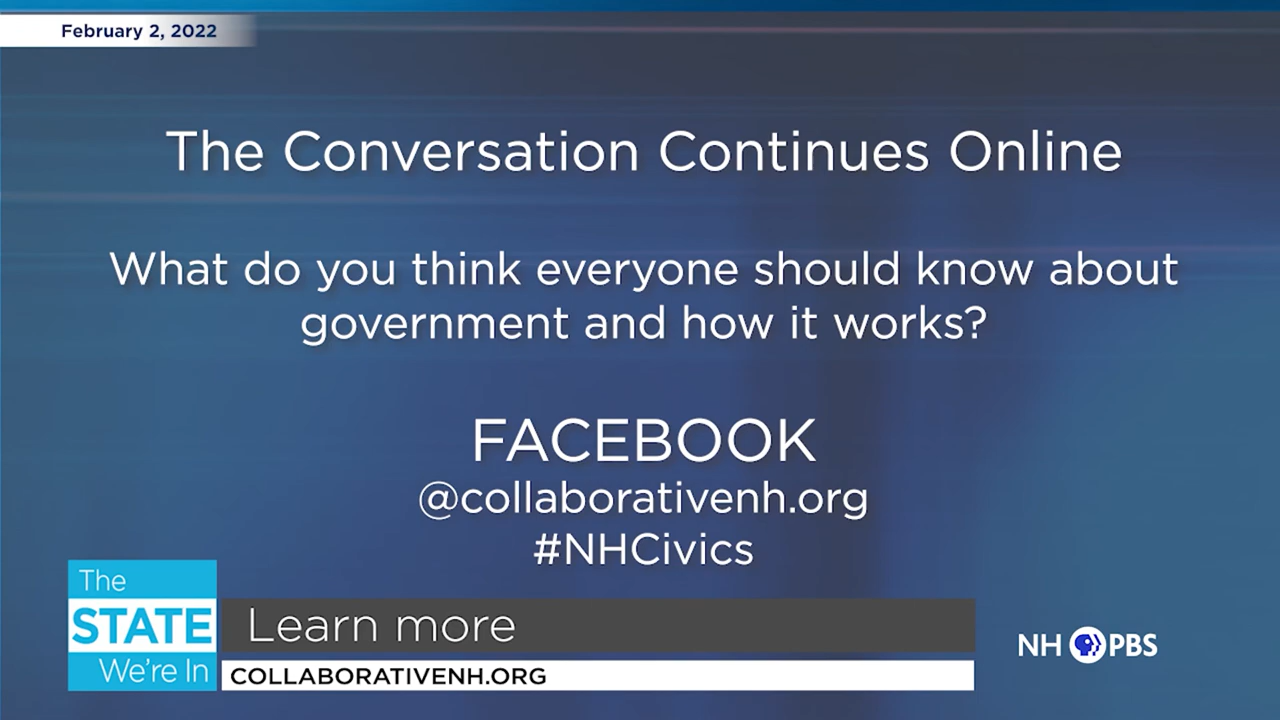 February 2, 2022
The Conversation Continues Online
What do you think everyone should know about
government and how it works?
FACEBOOK
@collaborativenh.org
#NHCivics
The
STATE
We're In
Learn more
COLLABORATIVENH.ORG
NH PBS